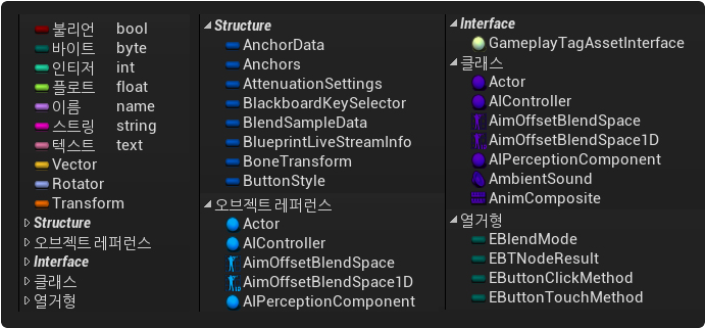 불리언 bool
바이트 byte
인티저 int
플로트 float
이름 name
스트링 string
텍스트 text
Vector
Rotator
Transform
Structure
오브젝트 레퍼런스
Interface
클래스
열거형
Structure
AnchorData
Anchors
AttenuationSettings
BlackboardKeySelector
BlendSampleData
BlueprintLiveStreamInfo
BoneTransform
ButtonStyle
오브젝트 레퍼런스
Actor
AIController
AimOffsetBlendSpace
AimOffsetBlendSpace1D
AIPerceptionComponent
Interface
GameplayTagAssetInterface
클래스
Actor
AIController
AimOffsetBlendSpace
AimOffsetBlendSpace1D
AIPerceptionComponent
AmbientSound
AnimComposite
열거형
EBlendMode
EBTNodeResult
EButtonClickMethod
EButtonTouchMethod